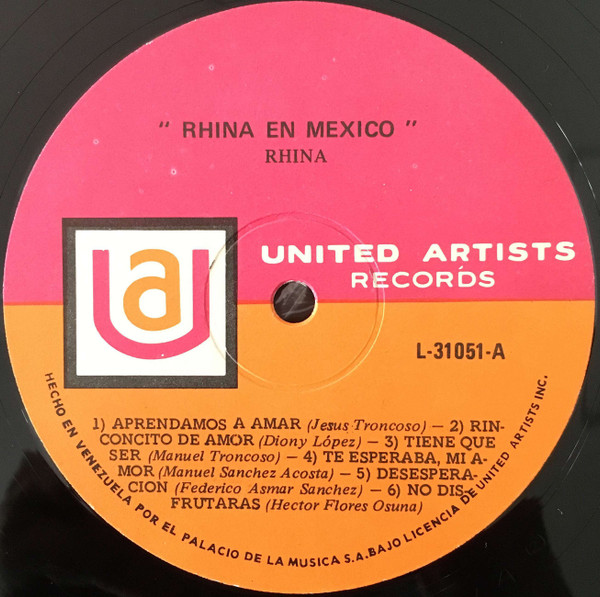 " RHINA EN MEXICO "
RHINA
ua
UNITED ARTISTS
RECORDS
L-31051-A
1) APRENDAMOS A AMAR (Jesus Troncoso) – 2) RIN-
CONCITO DE AMOR (Diony López) – 3) TIENE QUE
SER (Manuel Troncoso) – 4) TE ESPERABA, MI A-
MOR (Manuel Sanchez Acosta) – 5) DESESPERA-
CION (Federico Asmar Sanchez) – 6) NO DIS-
FRUTARAS (Hector Flores Osuna)
HECHO EN VENEZUELA POR EL PALACIO DE LA MUSICA S.A. BAJO LICENCIA DE UNITED ARTISTS INC.